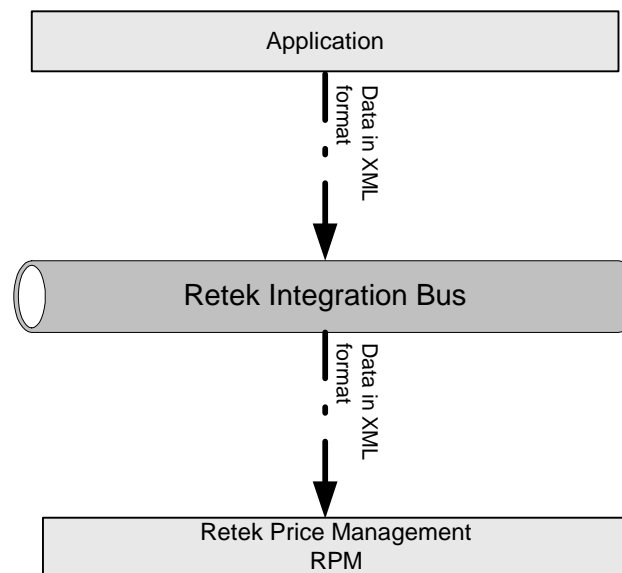 Application
Data in XML
format
Retek Integration Bus
Data in XML
format
Retek Price Management
RPM